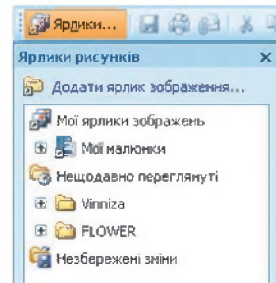 Ярлики...
Ярлики рисунків
Додати ярлик зображення...
Мої ярлики зображень
Мої малюнки
Нещодавно переглянуті
Vinniza
FLOWER
Незбережені зміни